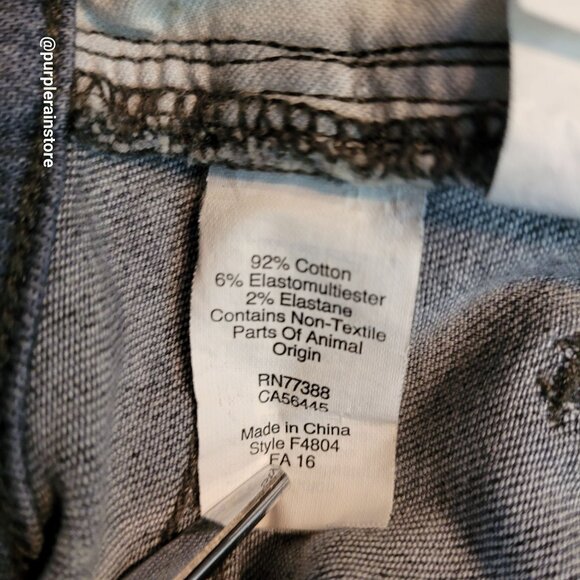 @purplerainstore
92% Cotton
6% Elastomultiester
2% Elastane
Contains Non-Textile
Parts Of Animal
Origin
RN77388
CA56445
Made in China
Style F4804
FA 16